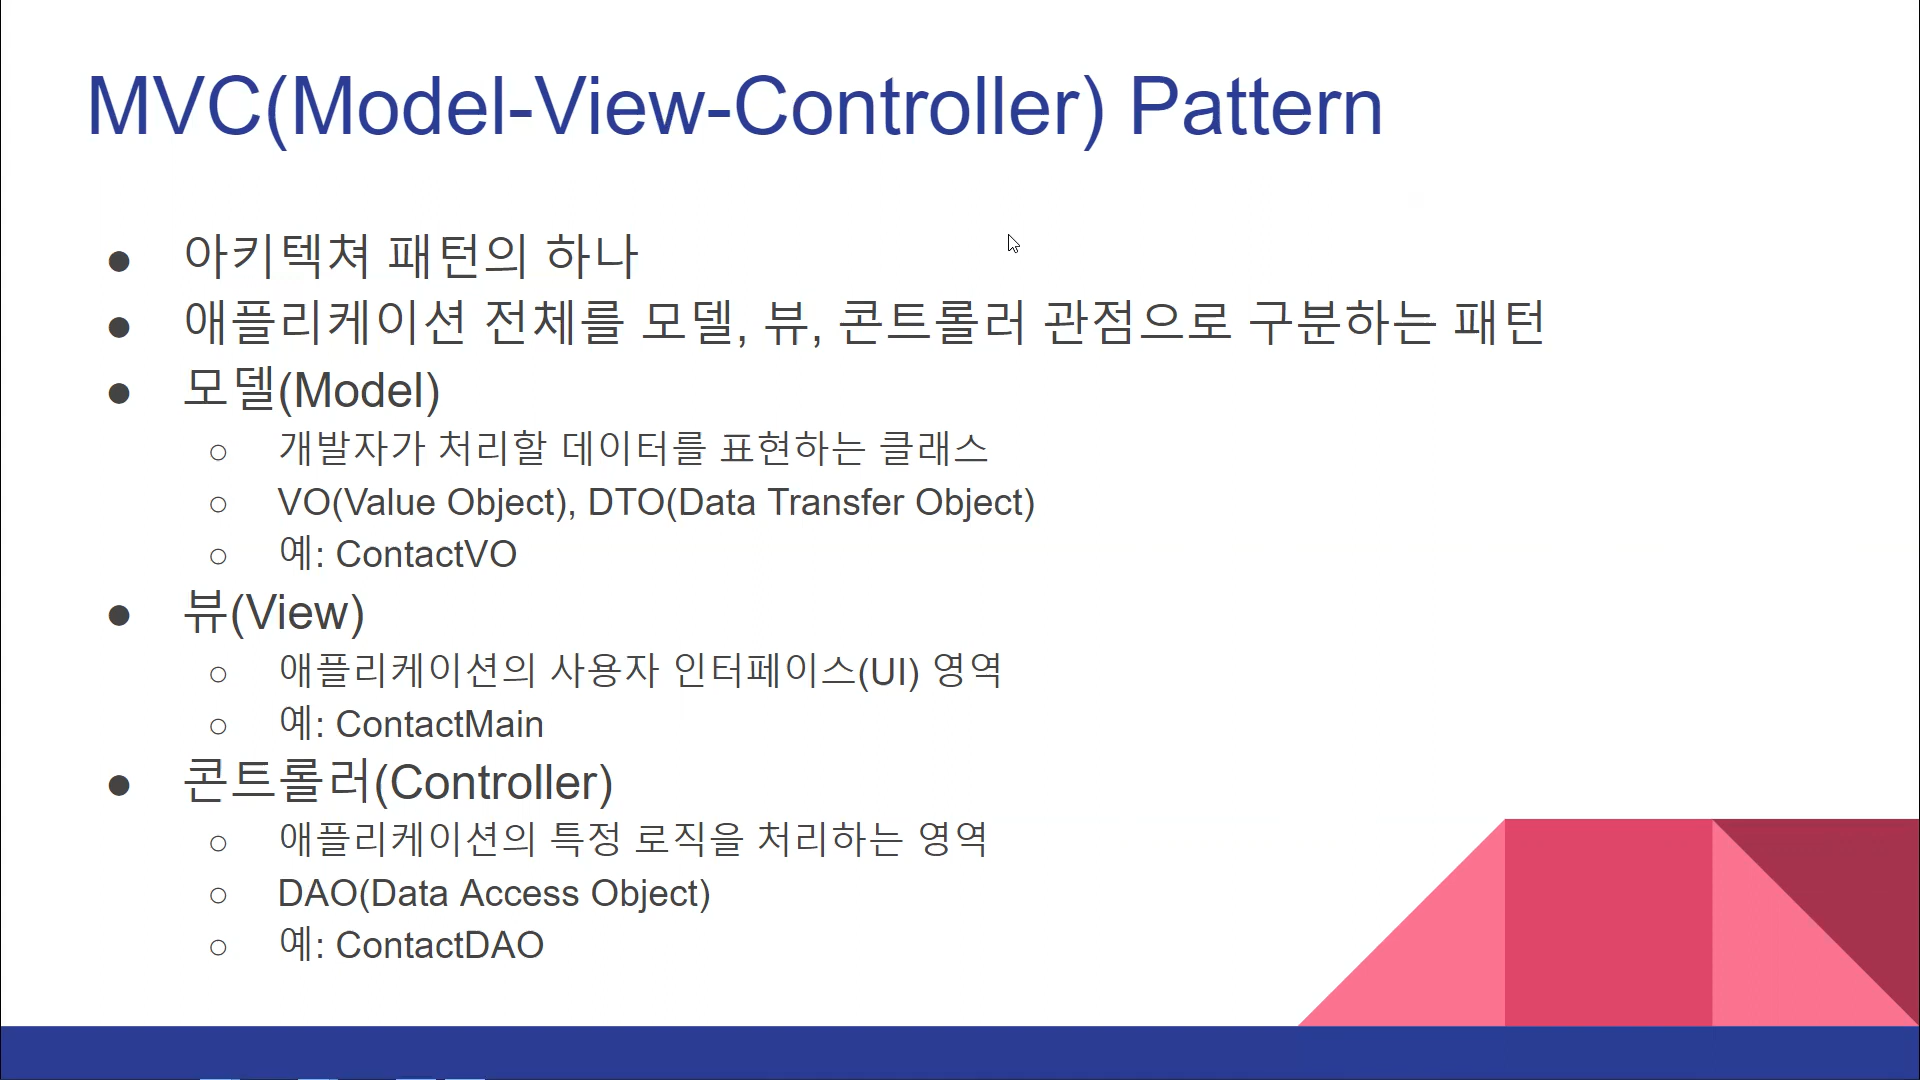 MVC(Model-View-Controller) Pattern
● 아키텍쳐 패턴의 하나
● 애플리케이션 전체를 모델, 뷰, 콘트롤러 관점으로 구분하는 패턴
● 모델(Model)
○ 개발자가 처리할 데이터를 표현하는 클래스
○ VO(Value Object), DTO(Data Transfer Object)
○ 예: ContactVO
● 뷰(View)
○ 애플리케이션의 사용자 인터페이스(UI) 영역
○ 예: ContactMain
● 콘트롤러(Controller)
○ 애플리케이션의 특정 로직을 처리하는 영역
○ DAO(Data Access Object)
○ 예: ContactDAO